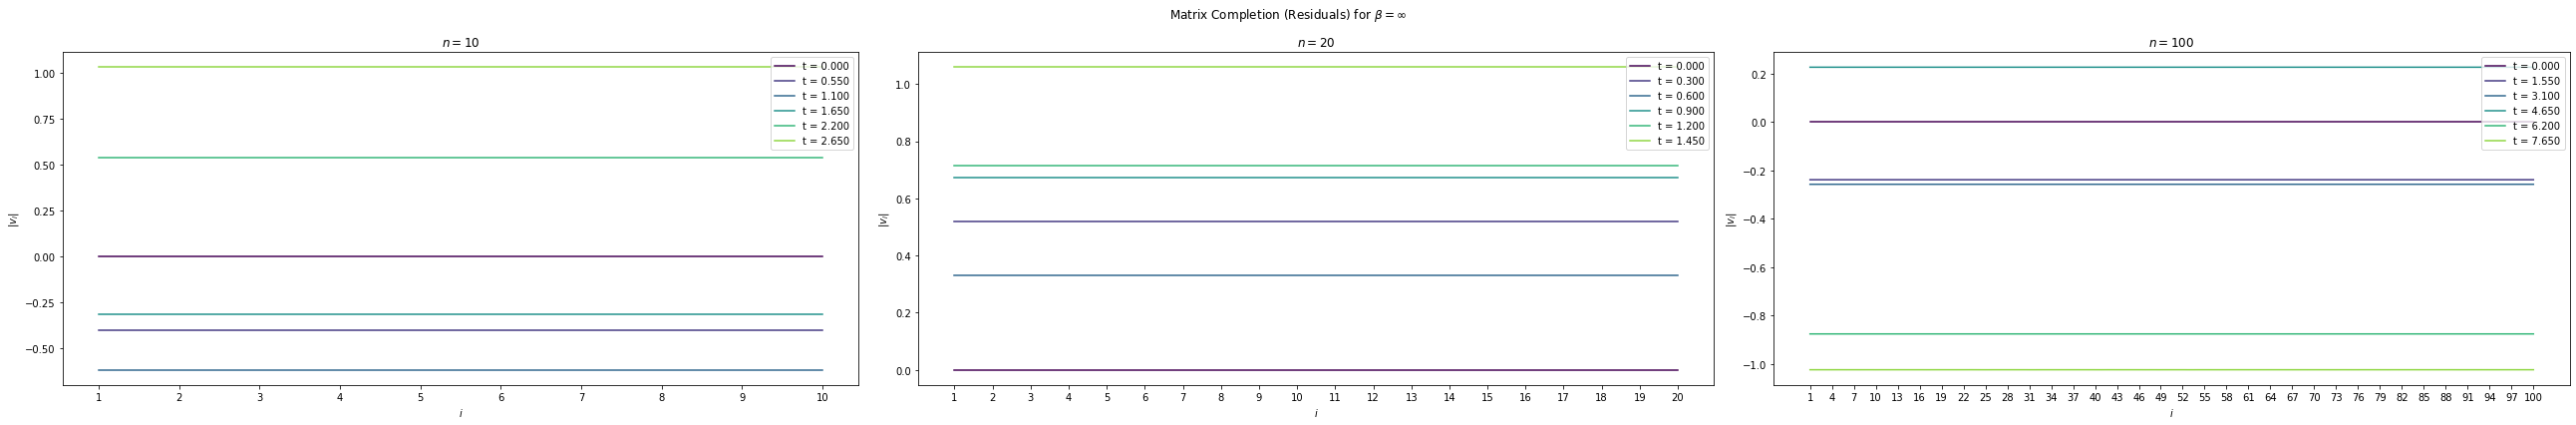 Matrix Completion (Residuals) for β = ∞
n = 10
1.00
0.75
0.50
0.25
0.00
−0.25
−0.50
|vᵢ|
1 2 3 4 5 6 7 8 9 10
i
t = 0.000
t = 0.550
t = 1.100
t = 1.650
t = 2.200
t = 2.650
n = 20
1.0
0.8
0.6
0.4
0.2
0.0
|vᵢ|
1 2 3 4 5 6 7 8 9 10 11 12 13 14 15 16 17 18 19 20
i
t = 0.000
t = 0.300
t = 0.600
t = 0.900
t = 1.200
t = 1.450
n = 100
0.2
0.0
−0.2
−0.4
−0.6
−0.8
−1.0
|vᵢ|
1 4 7 10 13 16 19 22 25 28 31 34 37 40 43 46 49 52 55 58 61 64 67 70 73 76 79 82 85 88 91 94 97 100
i
t = 0.000
t = 1.550
t = 3.100
t = 4.650
t = 6.200
t = 7.650